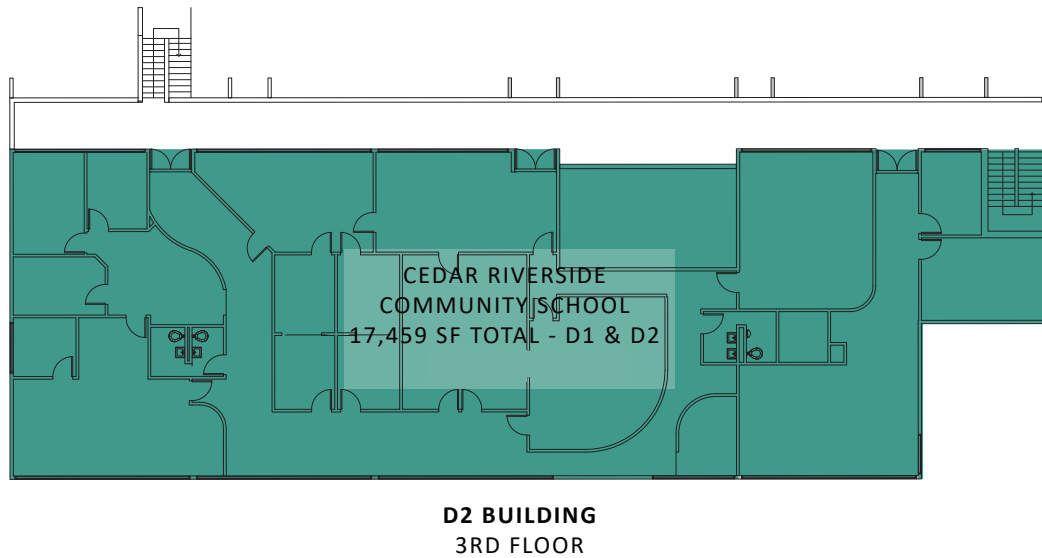 CEDAR RIVERSIDE
COMMUNITY SCHOOL
17,459 SF TOTAL - D1 & D2
D2 BUILDING
3RD FLOOR